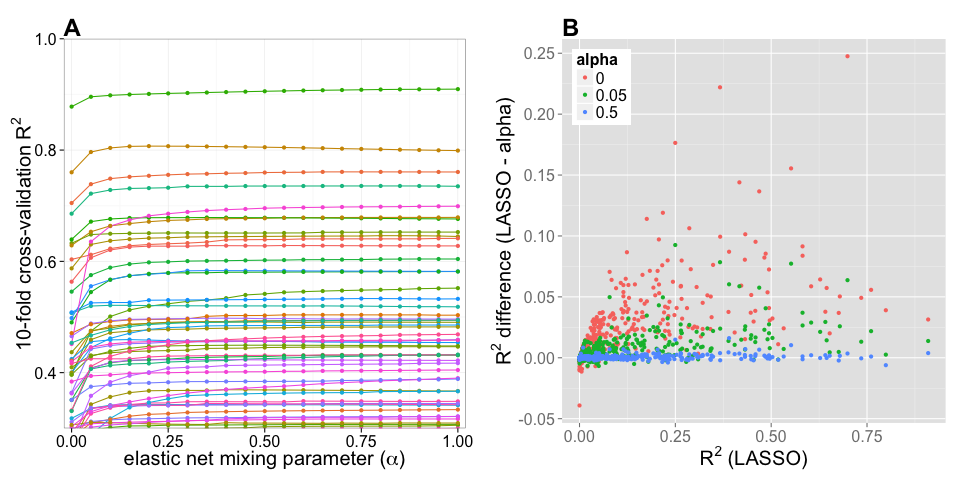 A
10-fold cross-validation R²
1.0
0.8
0.6
0.4
0.00 0.25 0.50 0.75 1.00
elastic net mixing parameter (α)
B
R² difference (LASSO - alpha)
0.25
0.20
0.15
0.10
0.05
0.00
-0.05
alpha
0
0.05
0.5
0.00 0.25 0.50 0.75
R² (LASSO)